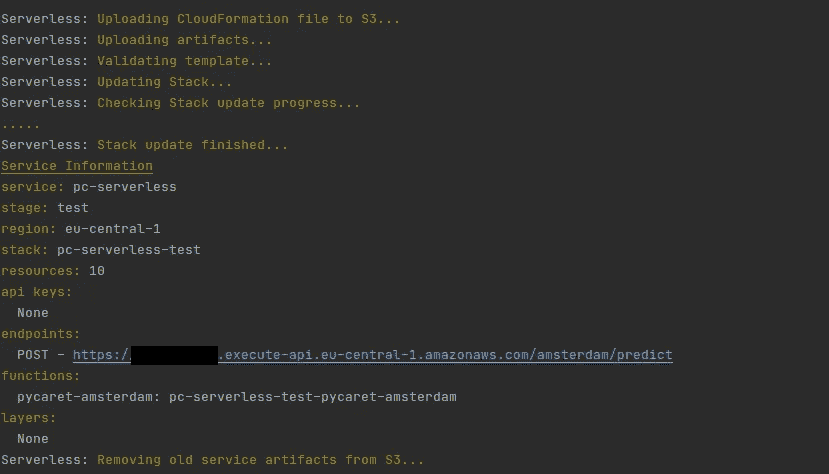 Serverless: Uploading CloudFormation file to S3...
Serverless: Uploading artifacts...
Serverless: Validating template...
Serverless: Updating Stack...
Serverless: Checking Stack update progress...
.....
Serverless: Stack update finished...
Service Information
service: pc-serverless
stage: test
region: eu-central-1
stack: pc-serverless-test
resources: 10
api keys:
  None
endpoints:
  POST - https:/ .execute-api.eu-central-1.amazonaws.com/amsterdam/predict
functions:
  pycaret-amsterdam: pc-serverless-test-pycaret-amsterdam
layers:
  None
Serverless: Removing old service artifacts from S3...